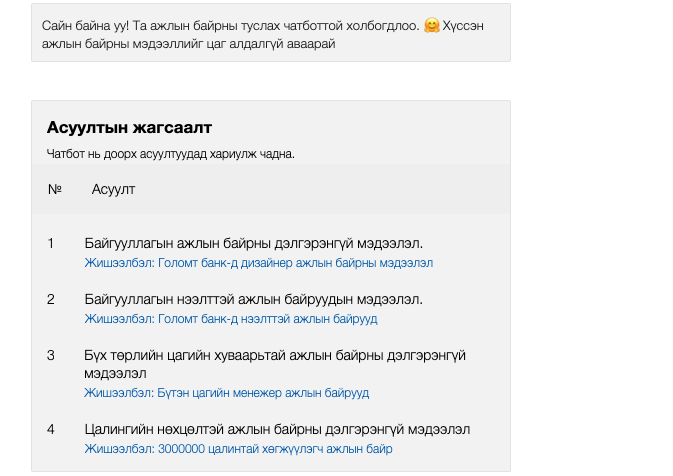 Сайн байна уу! Та ажлын байрны туслах чатботтой холбогдлоо. 🤗 Хүссэн
ажлын байрны мэдээллийг цаг алдалгүй аваарай
Асуултын жагсаалт
Чатбот нь доорх асуултуудад хариулж чадна.
№ Асуулт
1 Байгууллагын ажлын байрны дэлгэрэнгүй мэдээлэл.
Жишээлбэл: Голомт банк-д дизайнер ажлын байрны мэдээлэл
2 Байгууллагын нээлттэй ажлын байруудын мэдээлэл.
Жишээлбэл: Голомт банк-д нээлттэй ажлын байрууд
3 Бүх төрлийн цагийн хуваарьтай ажлын байрны дэлгэрэнгүй
мэдээлэл
Жишээлбэл: Бүтэн цагийн менежер ажлын байрууд
4 Цалингийн нөхцөлтэй ажлын байрны дэлгэрэнгүй мэдээлэл
Жишээлбэл: 3000000 цалинтай хөгжүүлэгч ажлын байр